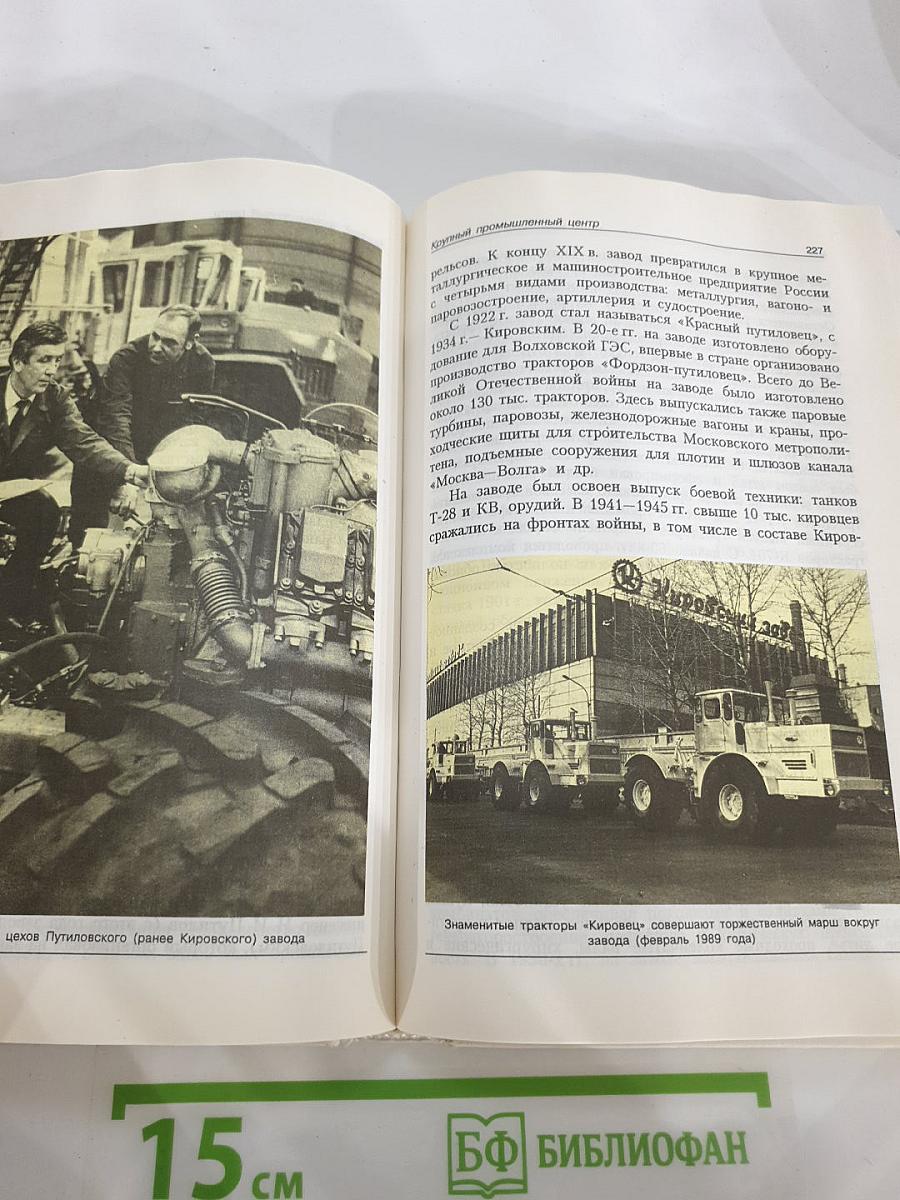 цехов Путиловского (ранее Кировского) завода
Крупный промышленный центр
227
рельсов. К концу XIX в. завод превратился в крупное ме-
таллургическое и машиностроительное предприятие России
с четырьмя видами производства: металлургия, вагоно- и
паровозостроение, артиллерия и судостроение.
С 1922 г. завод стал называться «Красный путиловец», с
1934 г.— Кировским. В 20-е гг. на заводе изготовлено обору-
дование для Волховской ГЭС, впервые в стране организовано
производство тракторов «Фордзон-путиловец». Всего до Ве-
ликой Отечественной войны на заводе было изготовлено
около 130 тыс. тракторов. Здесь выпускались также паровые
турбины, паровозы, железнодорожные вагоны и краны, про-
ходческие щиты для строительства Московского метрополи-
тена, подъемные сооружения для плотин и шлюзов канала
«Москва—Волга» и др.
На заводе был освоен выпуск боевой техники: танков
Т-28 и КВ, орудий. В 1941—1945 гг. свыше 10 тыс. кировцев
сражались на фронтах войны, в том числе в составе Киров-
Кировский завод
Знаменитые тракторы «Кировец» совершают торжественный марш вокруг
завода (февраль 1989 года)
15 см
БФ БИБЛИОФАН